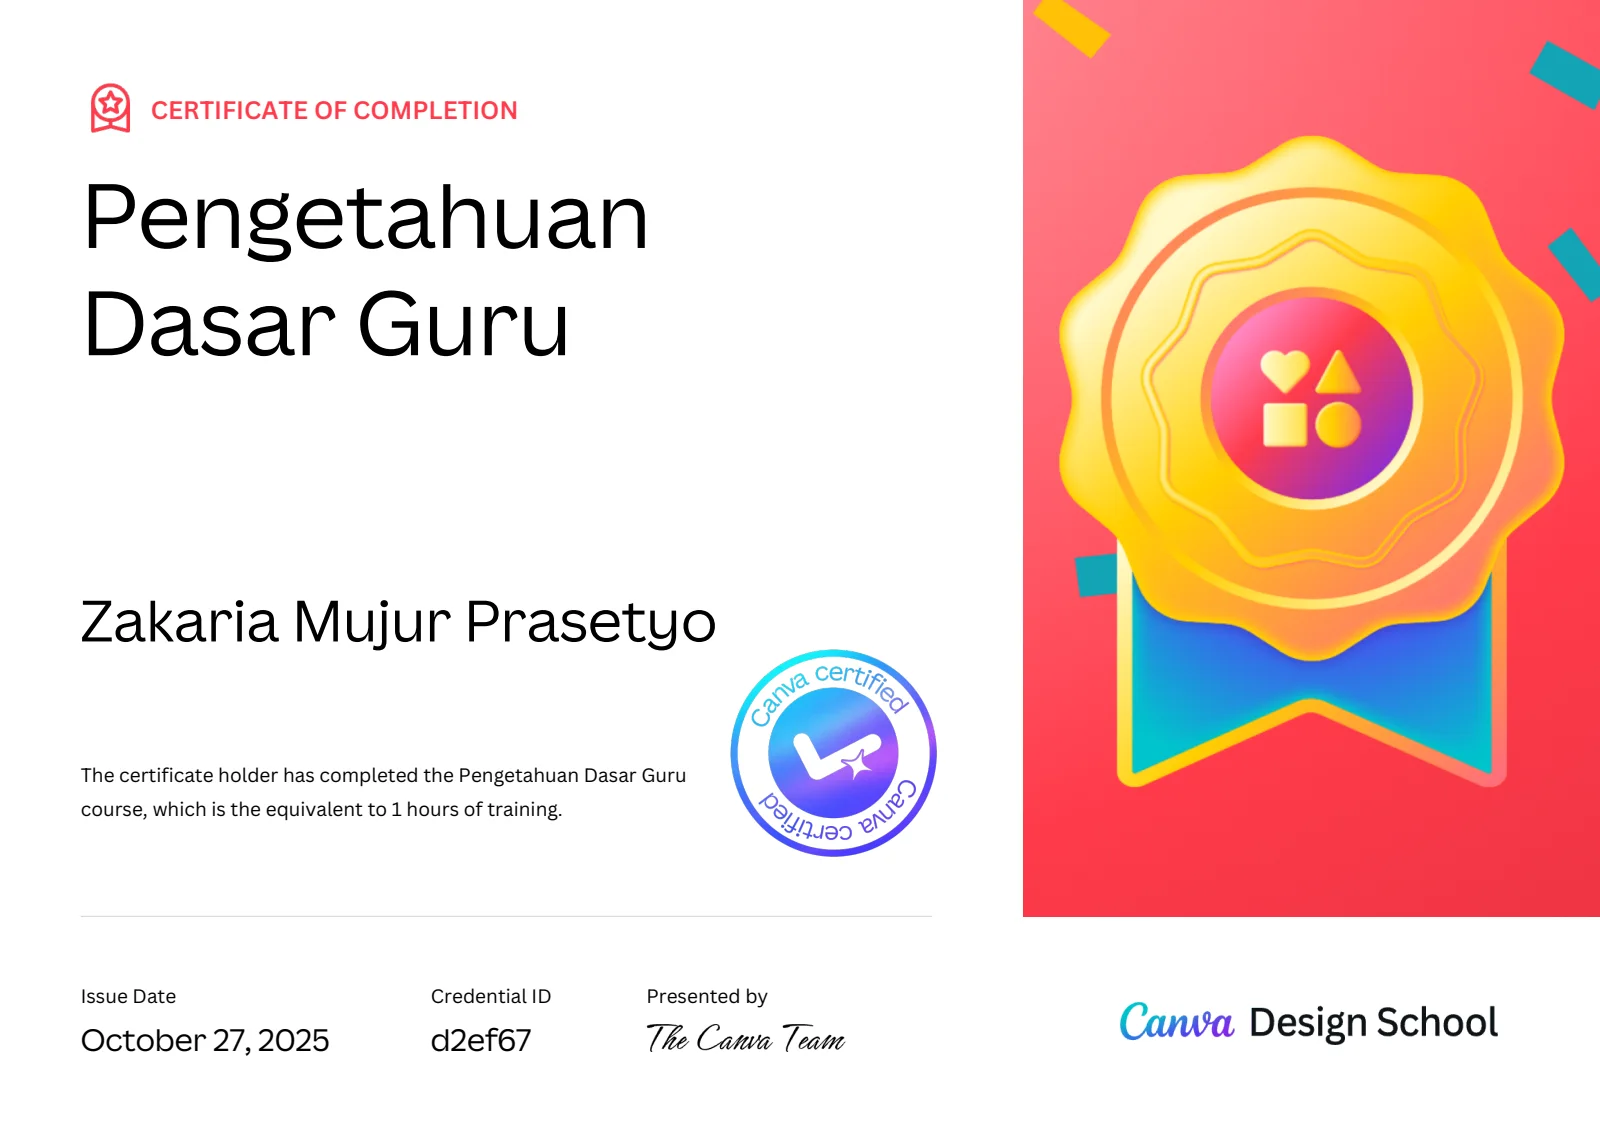 CERTIFICATE OF COMPLETION
Pengetahuan
Dasar Guru
Zakaria Mujur Prasetyo
Canva certified
Canva certified
The certificate holder has completed the Pengetahuan Dasar Guru
course, which is the equivalent to 1 hours of training.
Issue Date
October 27, 2025
Credential ID
d2ef67
Presented by
The Canva Team
Canva Design School